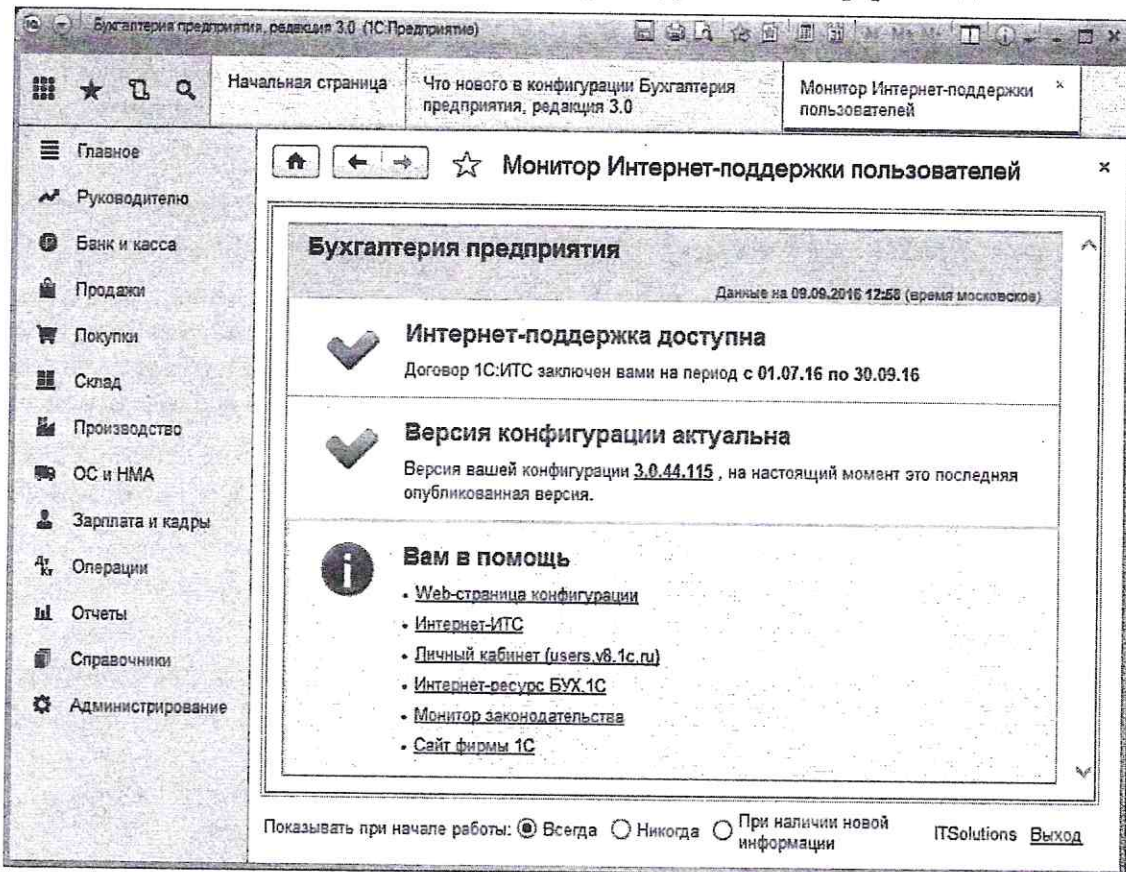 Бухгалтерия предприятия, редакция 3.0 (1С:Предприятие)
Начальная страница
Что нового в конфигурации Бухгалтерия
предприятия, редакция 3.0
Монитор Интернет-поддержки
пользователей
Главное
Руководителю
Банк и касса
Продажи
Покупки
Склад
Производство
ОС и НМА
Зарплата и кадры
Операции
Отчеты
Справочники
Администрирование
Монитор Интернет-поддержки пользователей
Бухгалтерия предприятия
Данные на 09.09.2016 12:58 (время московское)
Интернет-поддержка доступна
Договор 1С:ИТС заключен вами на период с 01.07.16 по 30.09.16
Версия конфигурации актуальна
Версия вашей конфигурации 3.0.44.115 , на настоящий момент это последняя
опубликованная версия.
Вам в помощь
• Web-страница конфигурации
• Интернет-ИТС
• Личный кабинет (users.v8.1c.ru)
• Интернет-ресурс БУХ.1С
• Монитор законодательства
• Сайт фирмы 1С
Показывать при начале работы: Всегда Никогда При наличии новой
информации
ITSolutions Выход